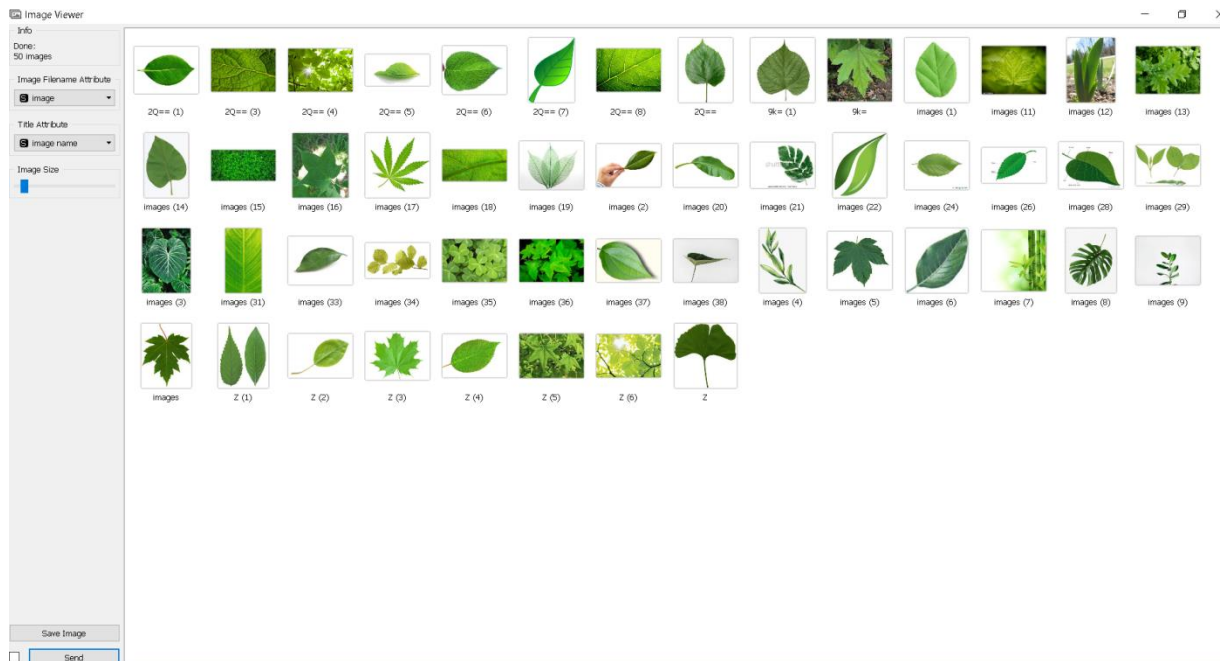 Image Viewer
Info
Done:
50 images
Image Filename Attribute
S image
Title Attribute
S image name
Image Size
Save Image
Send
2Q== (1) 2Q== (3) 2Q== (4) 2Q== (5) 2Q== (6) 2Q== (7) 2Q== (8) 2Q== 9k= (1) 9k= images (1) images (11) images (12) images (13)
images (14) images (15) images (16) images (17) images (18) images (19) images (2) images (20) images (21) images (22) images (24) images (26) images (28) images (29)
images (3) images (31) images (33) images (34) images (35) images (36) images (37) images (38) images (4) images (5) images (6) images (7) images (8) images (9)
images Z (1) Z (2) Z (3) Z (4) Z (5) Z (6) Z